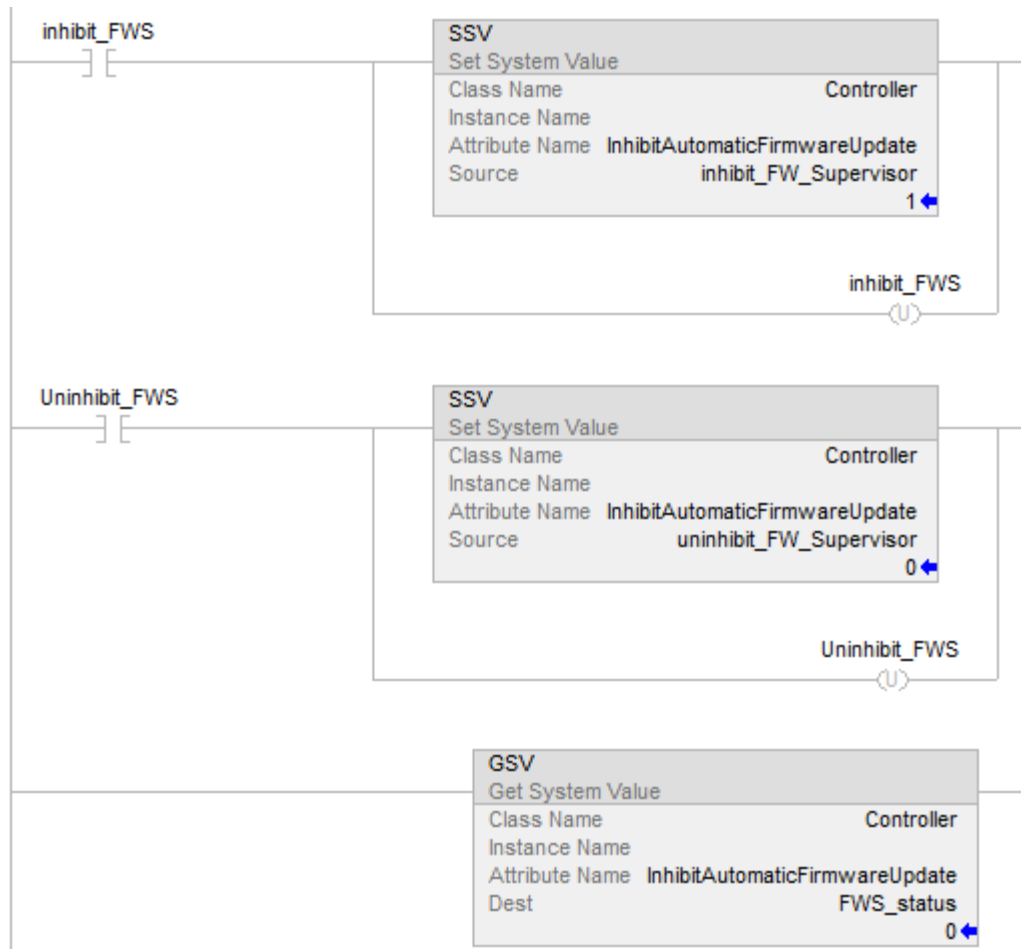 inhibit_FWS
SSV
Set System Value
Class Name Controller
Instance Name
Attribute Name InhibitAutomaticFirmwareUpdate
Source inhibit_FW_Supervisor
1
inhibit_FWS
(U)
Uninhibit_FWS
SSV
Set System Value
Class Name Controller
Instance Name
Attribute Name InhibitAutomaticFirmwareUpdate
Source uninhibit_FW_Supervisor
0
Uninhibit_FWS
(U)
GSV
Get System Value
Class Name Controller
Instance Name
Attribute Name InhibitAutomaticFirmwareUpdate
Dest FWS_status
0